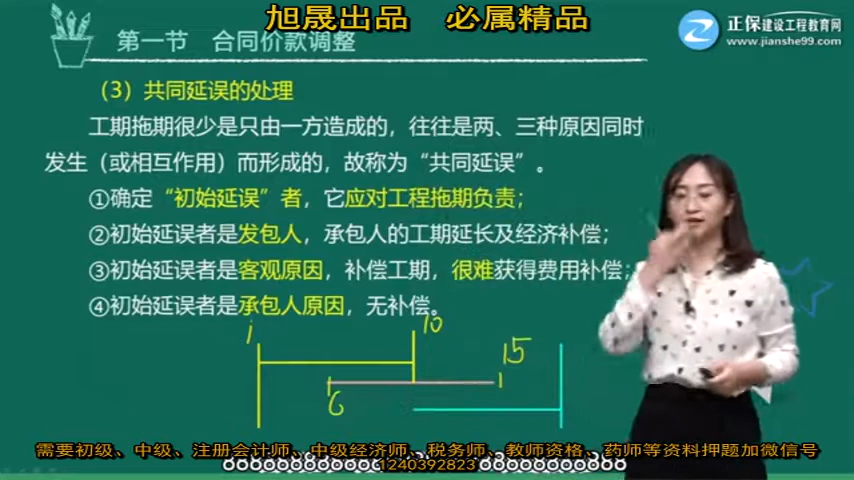 旭晟出品 必属精品
第一节 合同价款调整
正保建设工程教育网
www.jianshe99.com
(3)共同延误的处理
工期拖期很少是只由一方造成的，往往是两、三种原因同时
发生（或相互作用）而形成的，故称为“共同延误”。
①确定“初始延误”者，它应对工程拖期负责；
②初始延误者是发包人，承包人的工期延长及经济补偿；
③初始延误者是客观原因，补偿工期，很难获得费用补偿；
④初始延误者是承包人原因，无补偿。
1 10
15
6
需要初级、中级、注册会计师、中级经济师、税务师、教师资格、药师等资料押题加微信号
1240392823